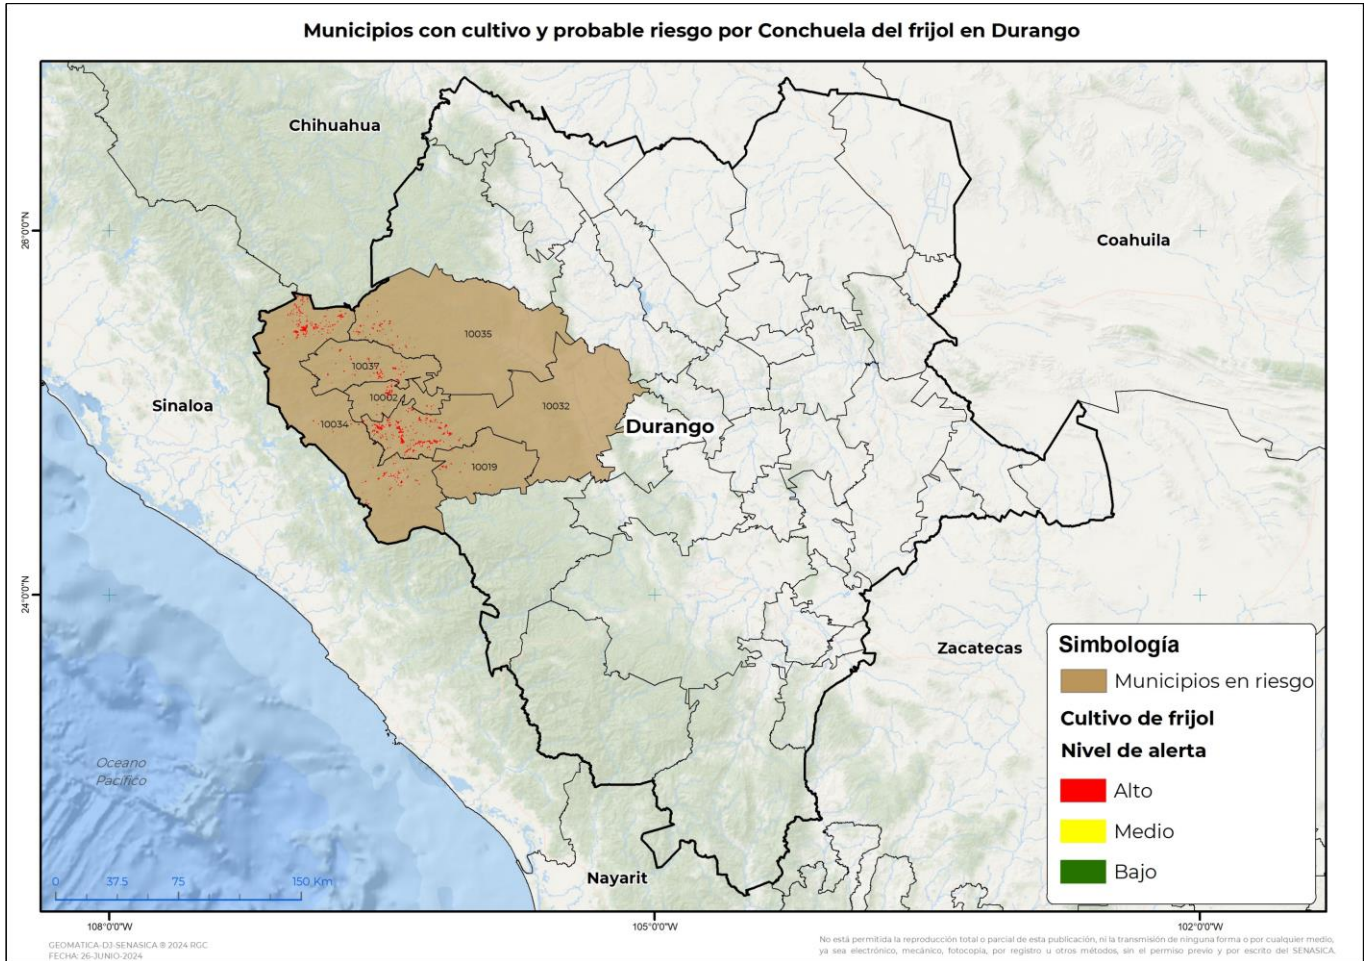 Municipios con cultivo y probable riesgo por Conchuela del frijol en Durango
Chihuahua
Coahuila
26°0'0"N
10035
10037
10002
Sinaloa
10032
10034
Durango
10019
24°0'0"N
Zacatecas
Simbología
Municipios en riesgo
Cultivo de frijol
Nivel de alerta
Alto
Medio
Bajo
Oceano
Pacífico
Nayarit
0 37.5 75 150 Km
108°0'0"W 105°0'0"W 102°0'0"W
GEOMATICA-DJ-SENASICA ® 2024 RGC
FECHA: 26-JUNIO-2024
No está permitida la reproducción total o parcial de esta publicación, ni la transmisión de ninguna forma o por cualquier medio,
ya sea electrónico, mecánico, fotocopia, por registro u otros métodos, sin el permiso previo y por escrito del SENASICA.